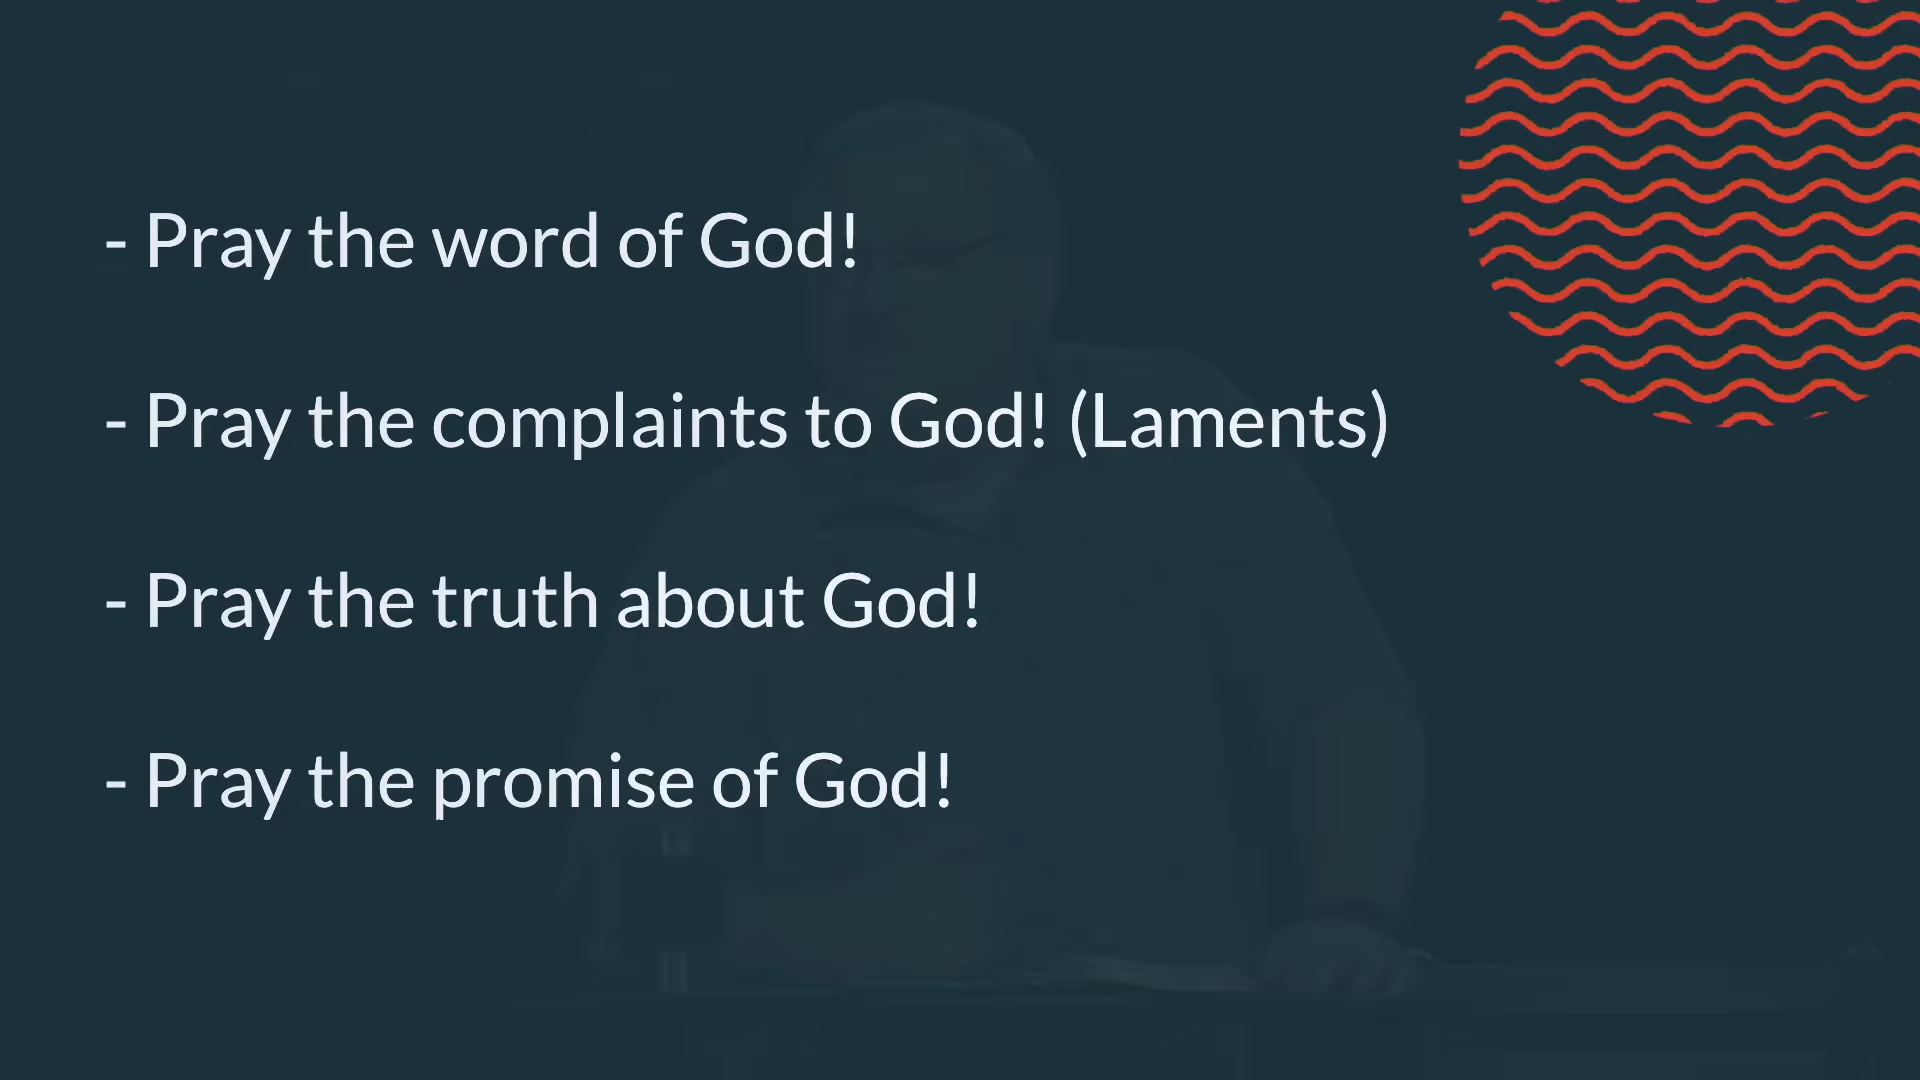 - Pray the word of God!
- Pray the complaints to God! (Laments)
- Pray the truth about God!
- Pray the promise of God!